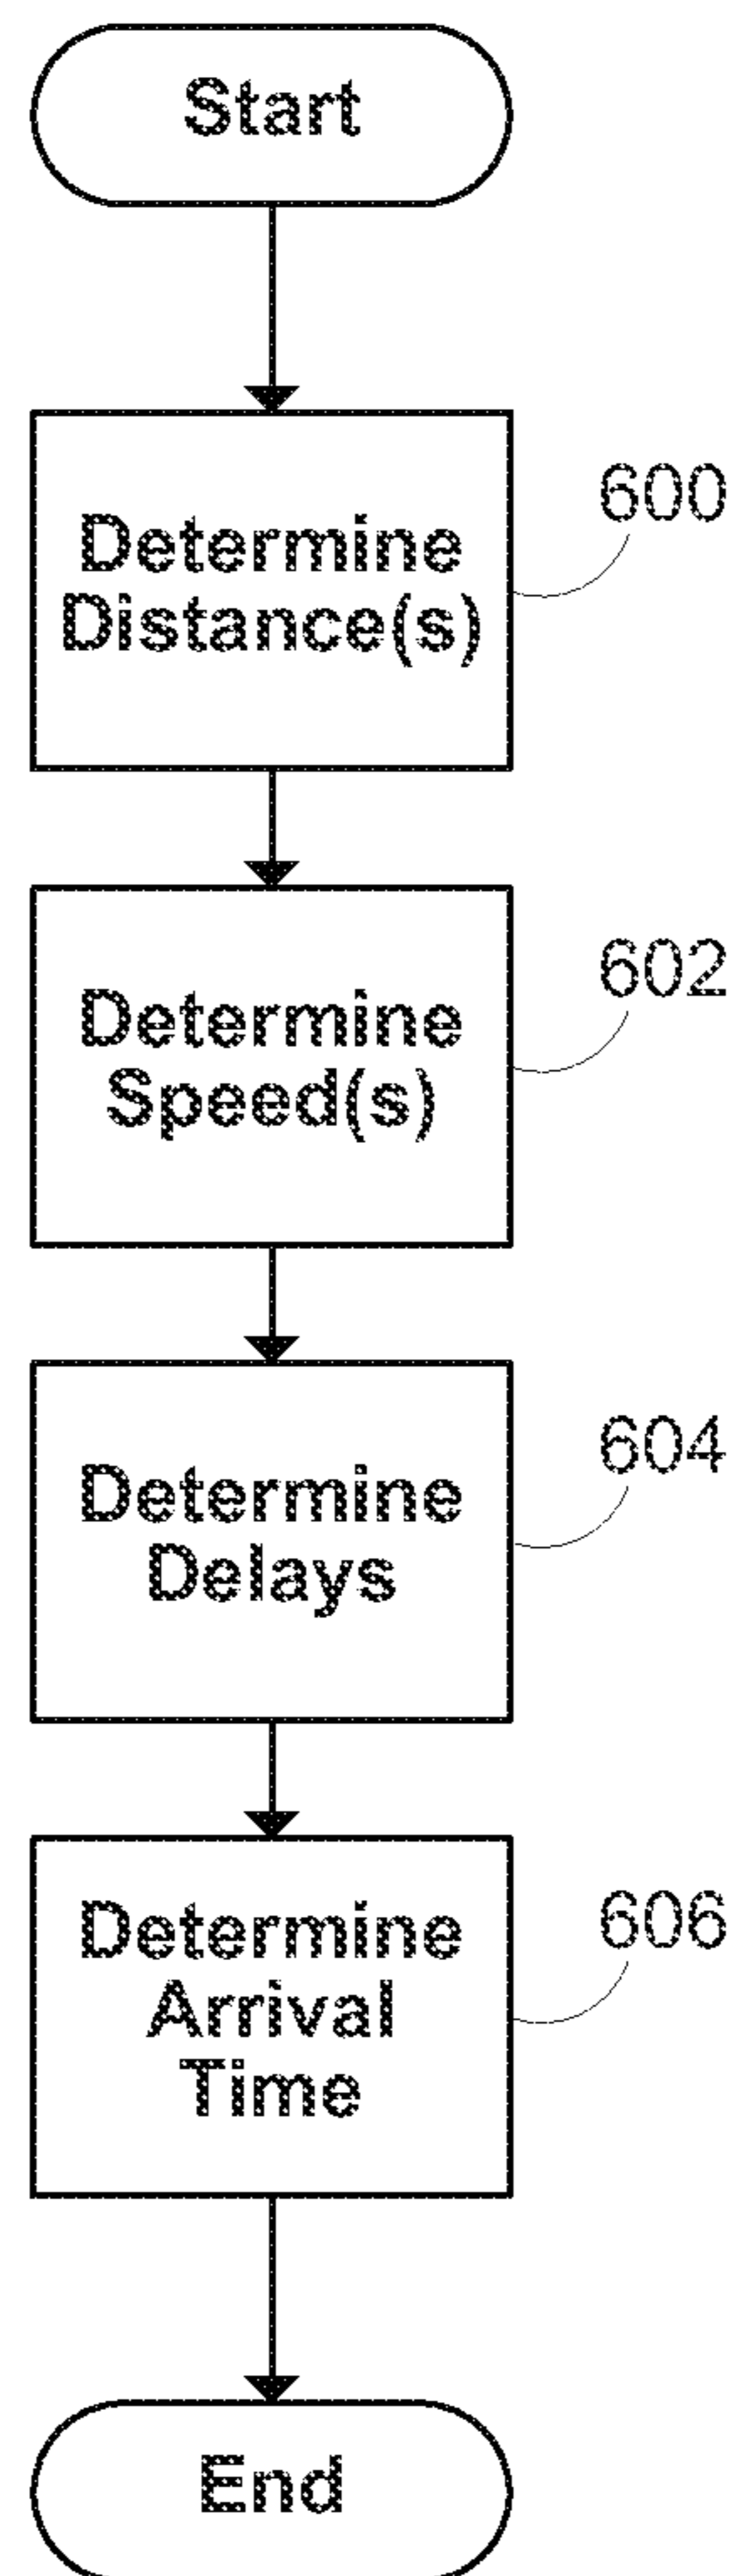 Start
Determine
Distance(s)
600
Determine
Speed(s)
602
Determine
Delays
604
Determine
Arrival
Time
606
End